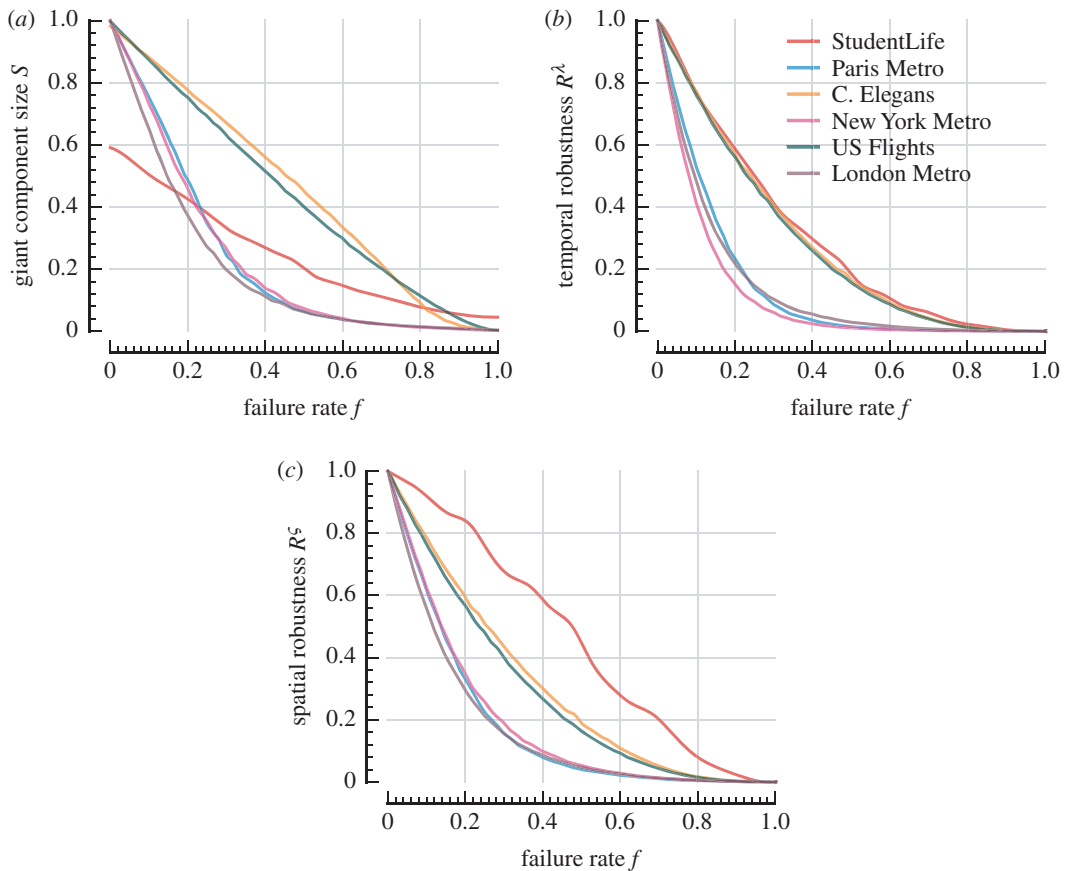 (a)
1.0
0.8
0.6
0.4
0.2
0
giant component size S
0 0.2 0.4 0.6 0.8 1.0
failure rate f
(b)
1.0
0.8
0.6
0.4
0.2
0
temporal robustness R^λ
StudentLife
Paris Metro
C. Elegans
New York Metro
US Flights
London Metro
0 0.2 0.4 0.6 0.8 1.0
failure rate f
(c)
1.0
0.8
0.6
0.4
0.2
0
spatial robustness R^ς
0 0.2 0.4 0.6 0.8 1.0
failure rate f